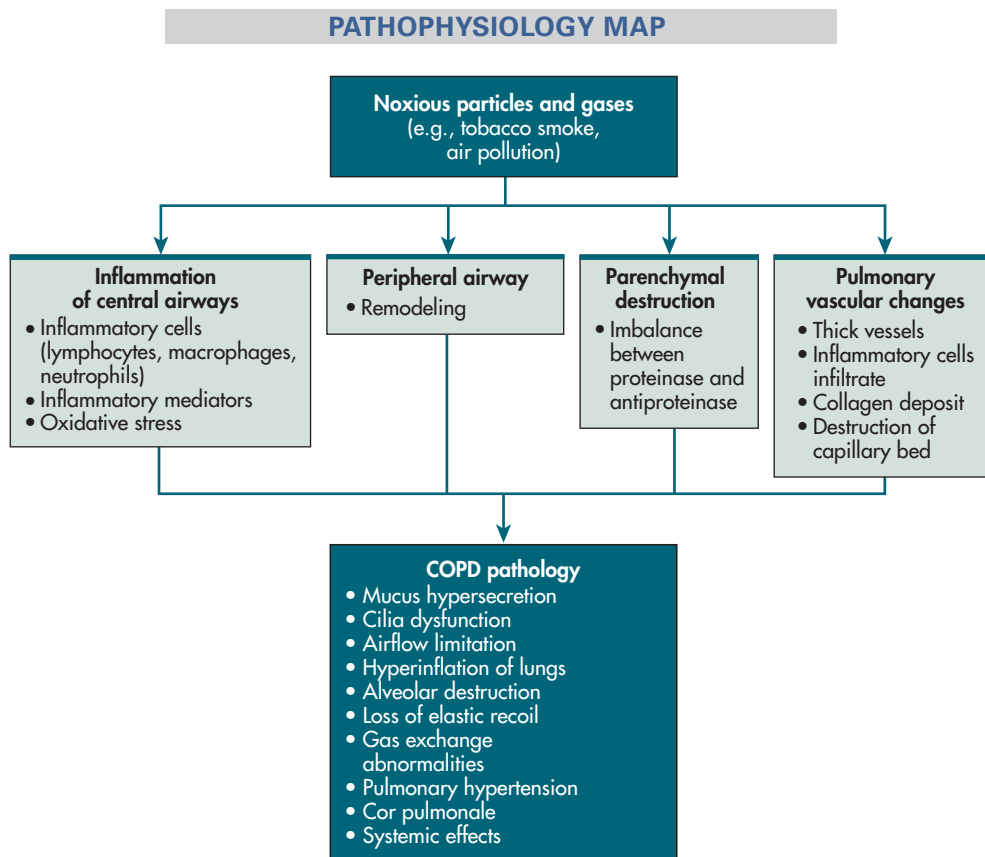 PATHOPHYSIOLOGY MAP
Noxious particles and gases
(e.g., tobacco smoke,
air pollution)
Inflammation
of central airways
• Inflammatory cells
(lymphocytes, macrophages,
neutrophils)
• Inflammatory mediators
• Oxidative stress
Peripheral airway
• Remodeling
Parenchymal
destruction
• Imbalance
between
proteinase and
antiproteinase
Pulmonary
vascular changes
• Thick vessels
• Inflammatory cells
infiltrate
• Collagen deposit
• Destruction of
capillary bed
COPD pathology
• Mucus hypersecretion
• Cilia dysfunction
• Airflow limitation
• Hyperinflation of lungs
• Alveolar destruction
• Loss of elastic recoil
• Gas exchange
abnormalities
• Pulmonary hypertension
• Cor pulmonale
• Systemic effects